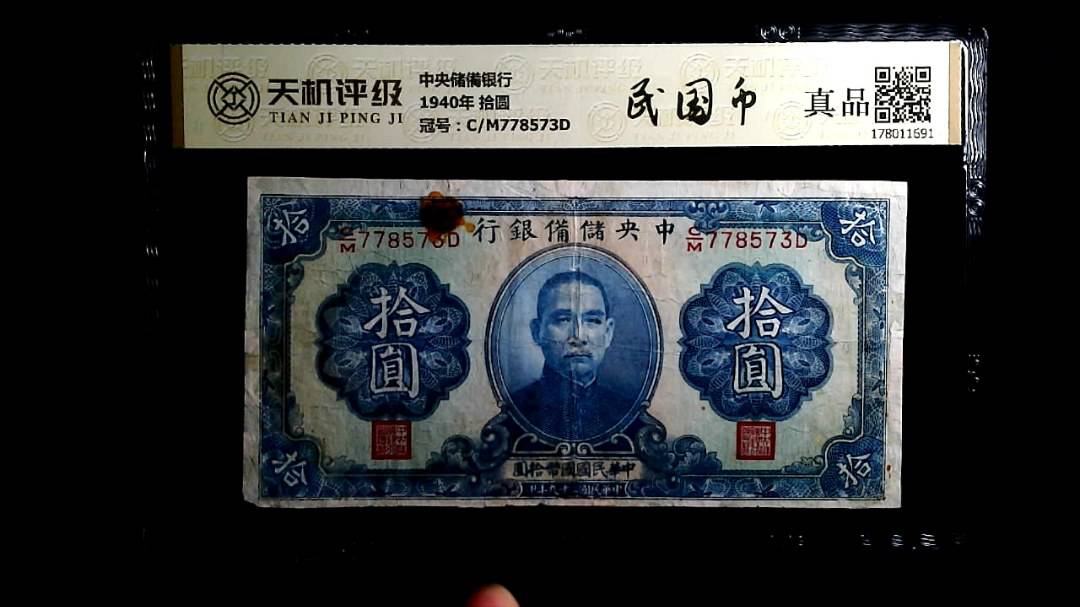 天机评级
TIAN JI PING JI
中央储備银行
1940年 拾圆
冠号：C/M778573D
民国币
真品
178011691
拾
拾
行銀備儲央中
C/M 778573D
C/M 778573D
拾圓
拾圓
圓拾幣國國民華中
拾
拾